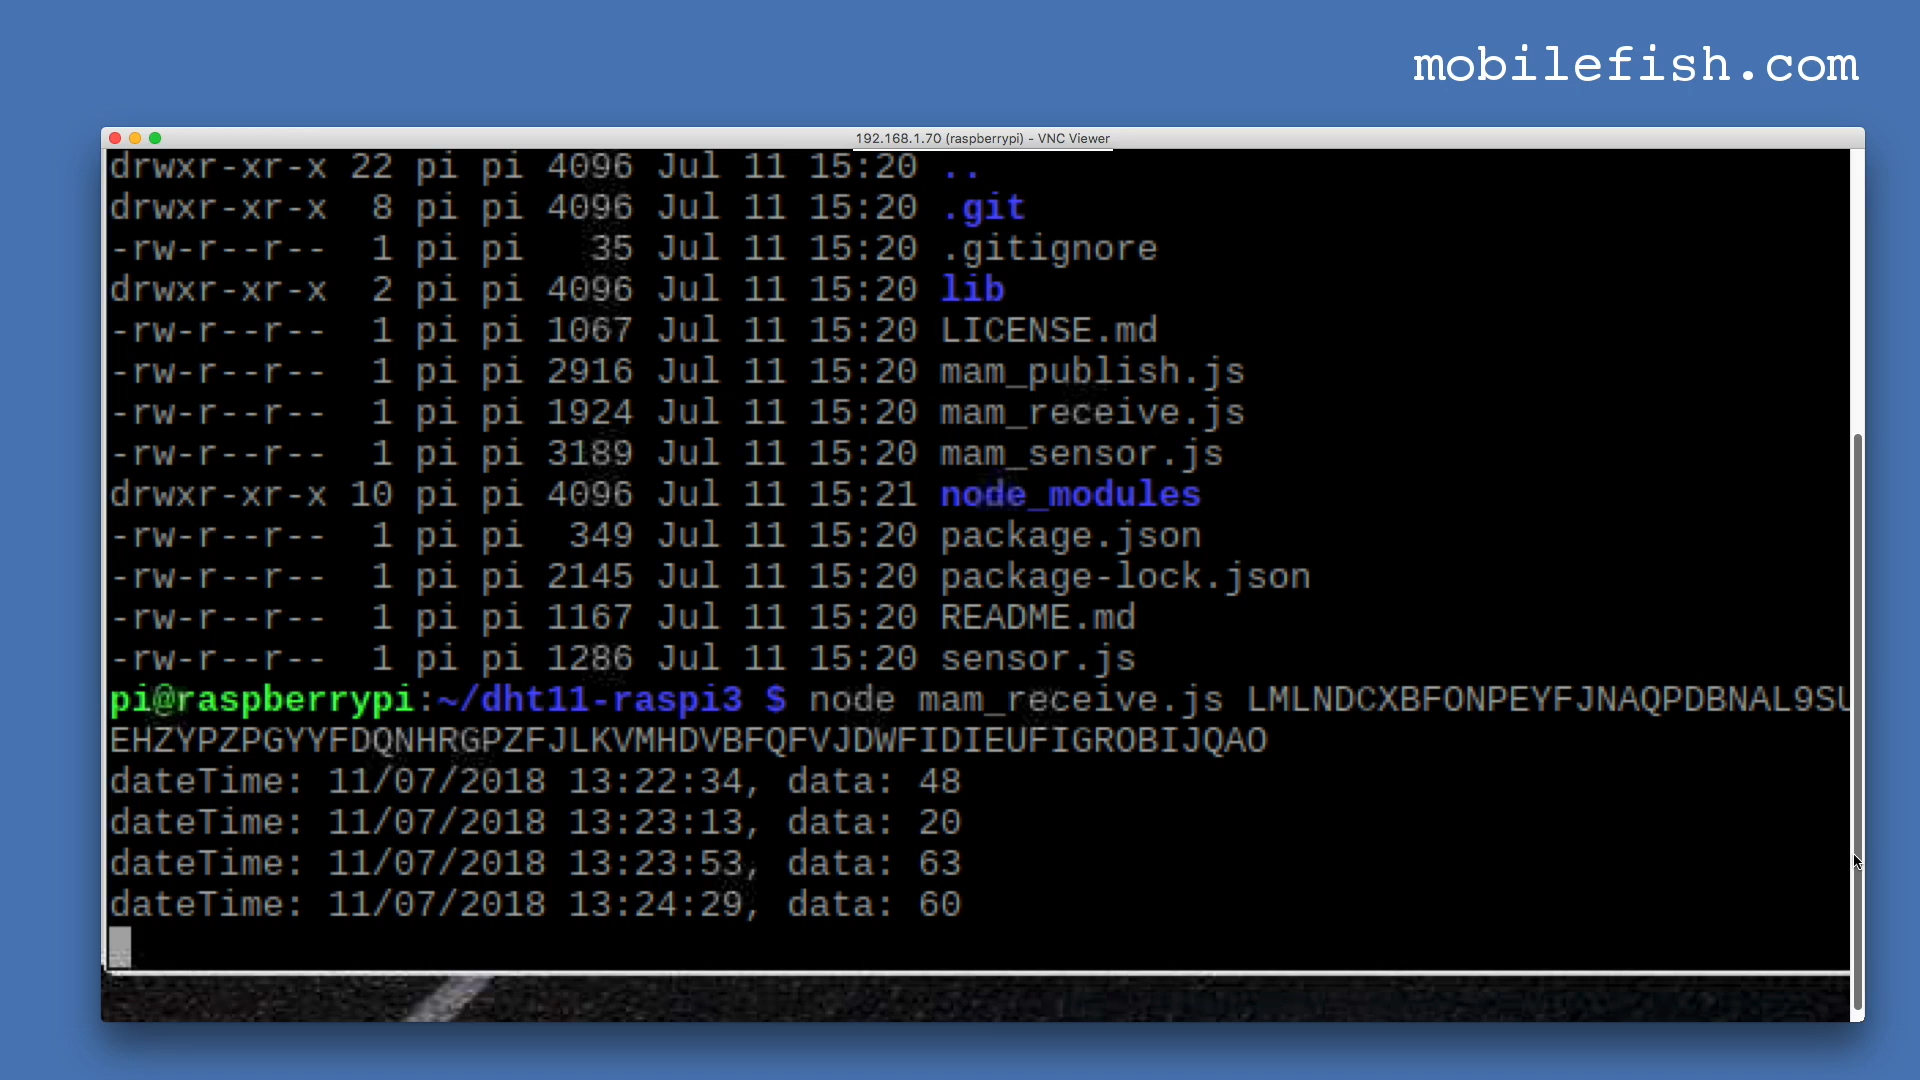 mobilefish.com
192.168.1.70 (raspberrypi) - VNC Viewer
drwxr-xr-x 22 pi pi 4096 Jul 11 15:20 ..
drwxr-xr-x  8 pi pi 4096 Jul 11 15:20 .git
-rw-r--r--  1 pi pi   35 Jul 11 15:20 .gitignore
drwxr-xr-x  2 pi pi 4096 Jul 11 15:20 lib
-rw-r--r--  1 pi pi 1067 Jul 11 15:20 LICENSE.md
-rw-r--r--  1 pi pi 2916 Jul 11 15:20 mam_publish.js
-rw-r--r--  1 pi pi 1924 Jul 11 15:20 mam_receive.js
-rw-r--r--  1 pi pi 3189 Jul 11 15:20 mam_sensor.js
drwxr-xr-x 10 pi pi 4096 Jul 11 15:21 node_modules
-rw-r--r--  1 pi pi  349 Jul 11 15:20 package.json
-rw-r--r--  1 pi pi 2145 Jul 11 15:20 package-lock.json
-rw-r--r--  1 pi pi 1167 Jul 11 15:20 README.md
-rw-r--r--  1 pi pi 1286 Jul 11 15:20 sensor.js
pi@raspberrypi:~/dht11-raspi3 $ node mam_receive.js LMLNDCXBFONPEYFJNAQPDBNAL9SU
EHZYPZPGYYFDQNHRGPZFJLKVMHDVBFQFVJDWFIDIEUFIGROBIJQAO
dateTime: 11/07/2018 13:22:34, data: 48
dateTime: 11/07/2018 13:23:13, data: 20
dateTime: 11/07/2018 13:23:53, data: 63
dateTime: 11/07/2018 13:24:29, data: 60